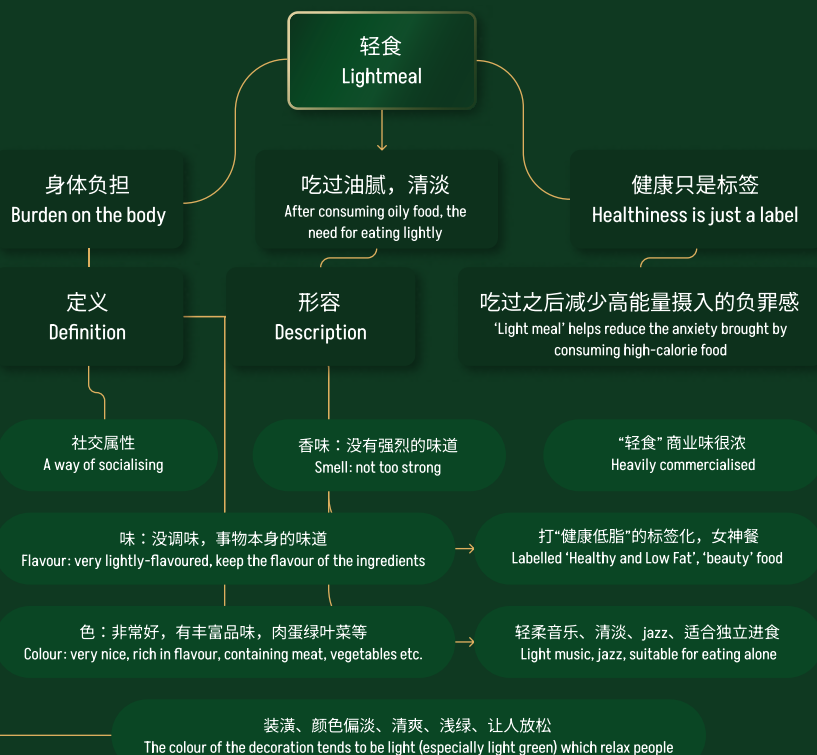 轻食
Lightmeal
身体负担
Burden on the body
吃过油腻，清淡
After consuming oily food, the
need for eating lightly
健康只是标签
Healthiness is just a label
定义
Definition
形容
Description
吃过之后减少高能量摄入的负罪感
‘Light meal’ helps reduce the anxiety brought by
consuming high-calorie food
社交属性
A way of socialising
香味：没有强烈的味道
Smell: not too strong
“轻食” 商业味很浓
Heavily commercialised
味：没调味，事物本身的味道
Flavour: very lightly-flavoured, keep the flavour of the ingredients
打“健康低脂”的标签化，女神餐
Labelled ‘Healthy and Low Fat’, ‘beauty’ food
色：非常好，有丰富品味，肉蛋绿叶菜等
Colour: very nice, rich in flavour, containing meat, vegetables etc.
轻柔音乐、清淡、jazz、适合独立进食
Light music, jazz, suitable for eating alone
装潢、颜色偏淡、清爽、浅绿、让人放松
The colour of the decoration tends to be light (especially light green) which relax people